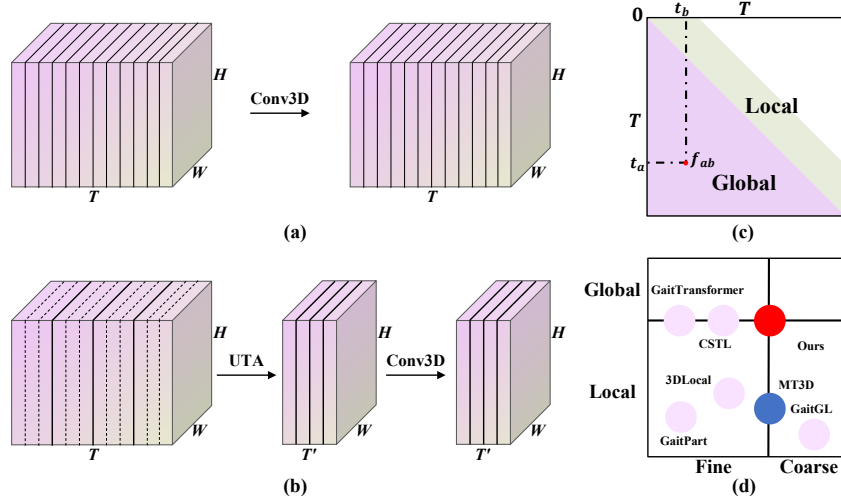 H
Conv3D
W
T
H
W
T
(a)
0
t_b
T
Local
T
t_a
f_ab
Global
(c)
H
UTA
W
T
H
Conv3D
W
T'
H
W
T'
(b)
Global
GaitTransformer
CSTL
Ours
Local
3DLocal
MT3D
GaitGL
GaitPart
Fine
Coarse
(d)